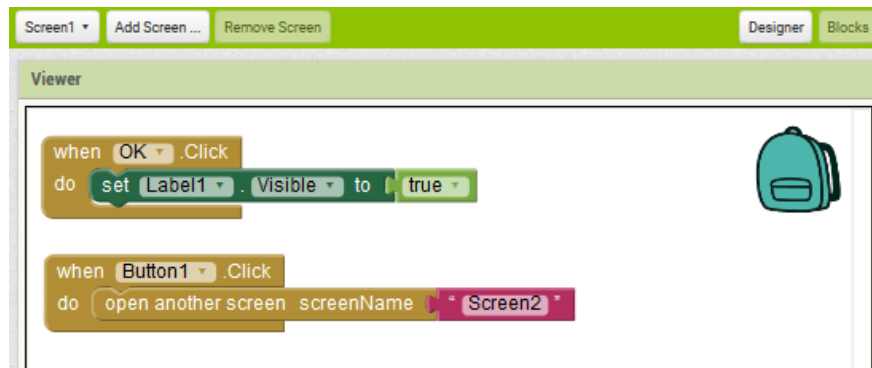 Screen1 Add Screen ... Remove Screen Designer Blocks
Viewer
when OK .Click
do set Label1 . Visible to true
when Button1 .Click
do open another screen screenName " Screen2 "